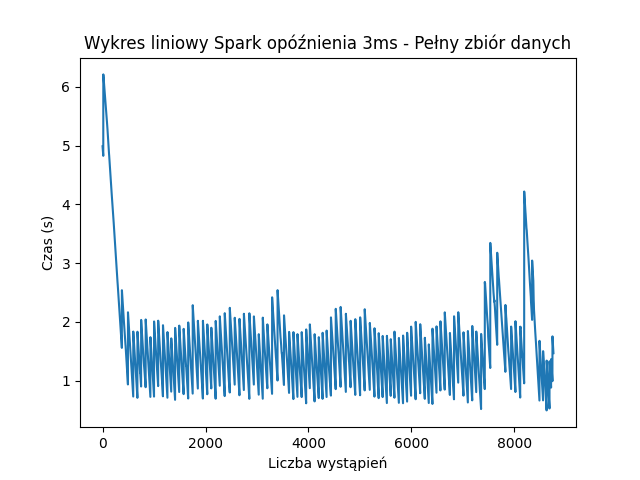 Wykres liniowy Spark opóźnienia 3ms - Pełny zbiór danych
6
5
4
3
2
1
Czas (s)
0 2000 4000 6000 8000
Liczba wystąpień